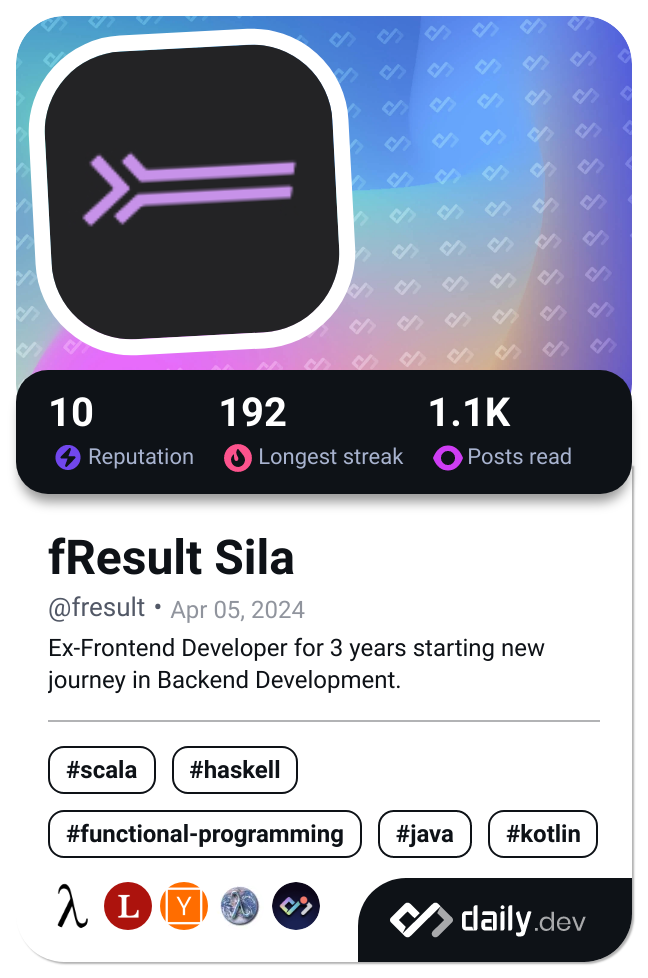 10 192 1.1K
Reputation Longest streak Posts read
fResult Sila
@fresult • Apr 05, 2024
Ex-Frontend Developer for 3 years starting new
journey in Backend Development.
#scala #haskell
#functional-programming #java #kotlin
λ L Y daily.dev